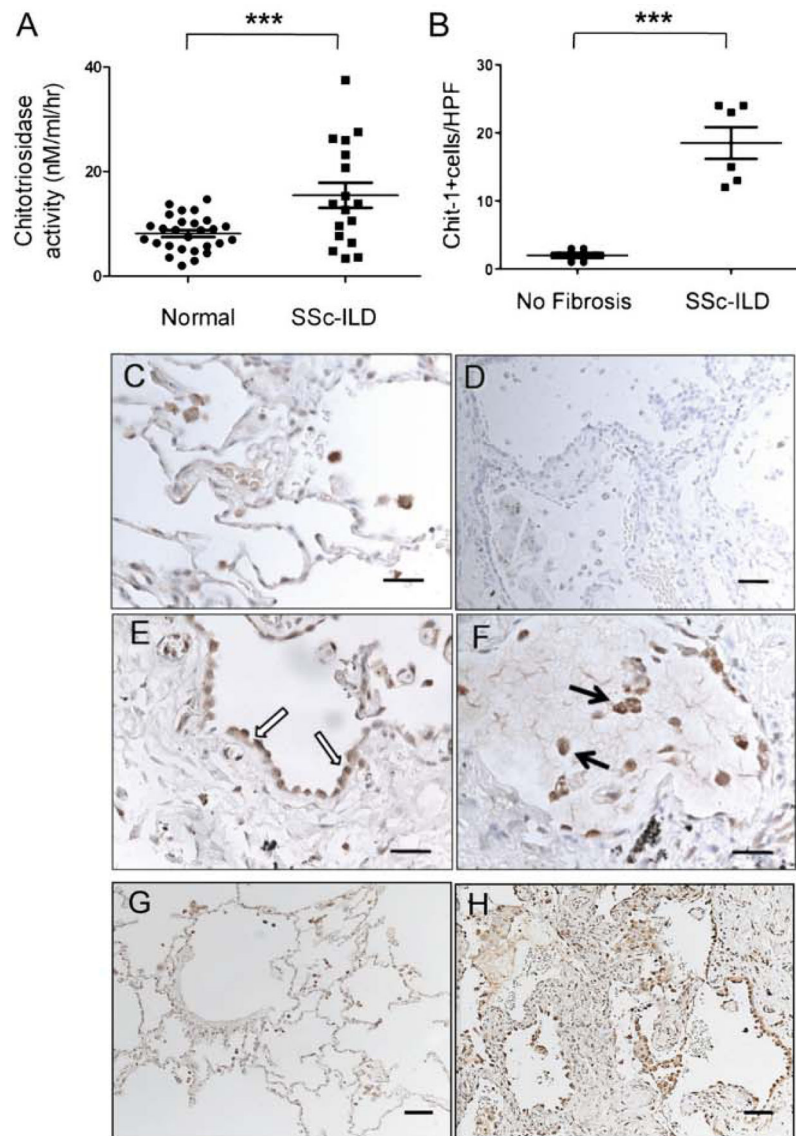 A
***
Chitotriosidase
activity (nM/ml/hr)
40
20
0
Normal
SSc-ILD
B
***
Chit-1+cells/HPF
30
20
10
0
No Fibrosis
SSc-ILD
C
D
E
F
G
H